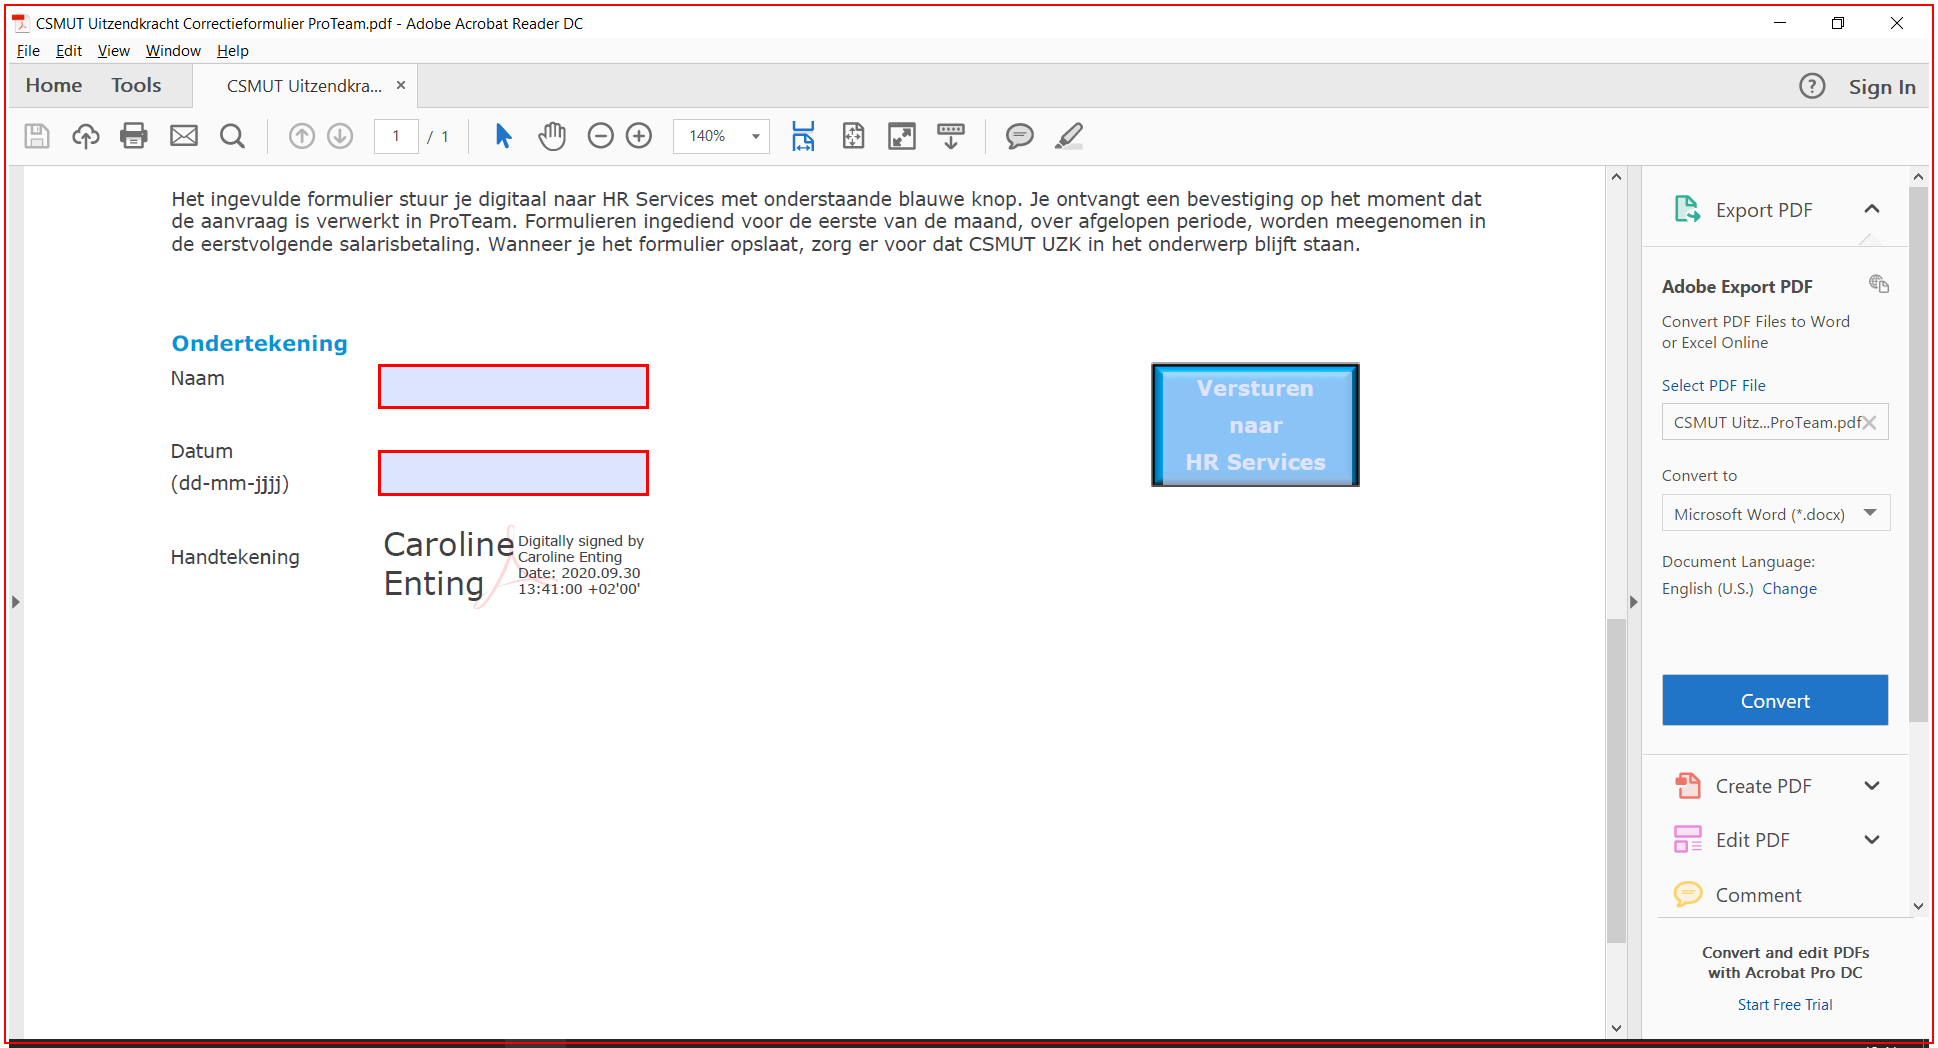 CSMUT Uitzendkracht Correctieformulier ProTeam.pdf - Adobe Acrobat Reader DC
File Edit View Window Help
Home Tools CSMUT Uitzendkra... × ? Sign In
1 / 1 140%
Het ingevulde formulier stuur je digitaal naar HR Services met onderstaande blauwe knop. Je ontvangt een bevestiging op het moment dat
de aanvraag is verwerkt in ProTeam. Formulieren ingediend voor de eerste van de maand, over afgelopen periode, worden meegenomen in
de eerstvolgende salarisbetaling. Wanneer je het formulier opslaat, zorg er voor dat CSMUT UZK in het onderwerp blijft staan.
Ondertekening
Naam
Datum
(dd-mm-jjjj)
Handtekening
Caroline
Enting
Digitally signed by
Caroline Enting
Date: 2020.09.30
13:41:00 +02'00'
Versturen
naar
HR Services
Export PDF
Adobe Export PDF
Convert PDF Files to Word
or Excel Online
Select PDF File
CSMUT Uitz...ProTeam.pdf
Convert to
Microsoft Word (*.docx)
Document Language:
English (U.S.) Change
Convert
Create PDF
Edit PDF
Comment
Convert and edit PDFs
with Acrobat Pro DC
Start Free Trial